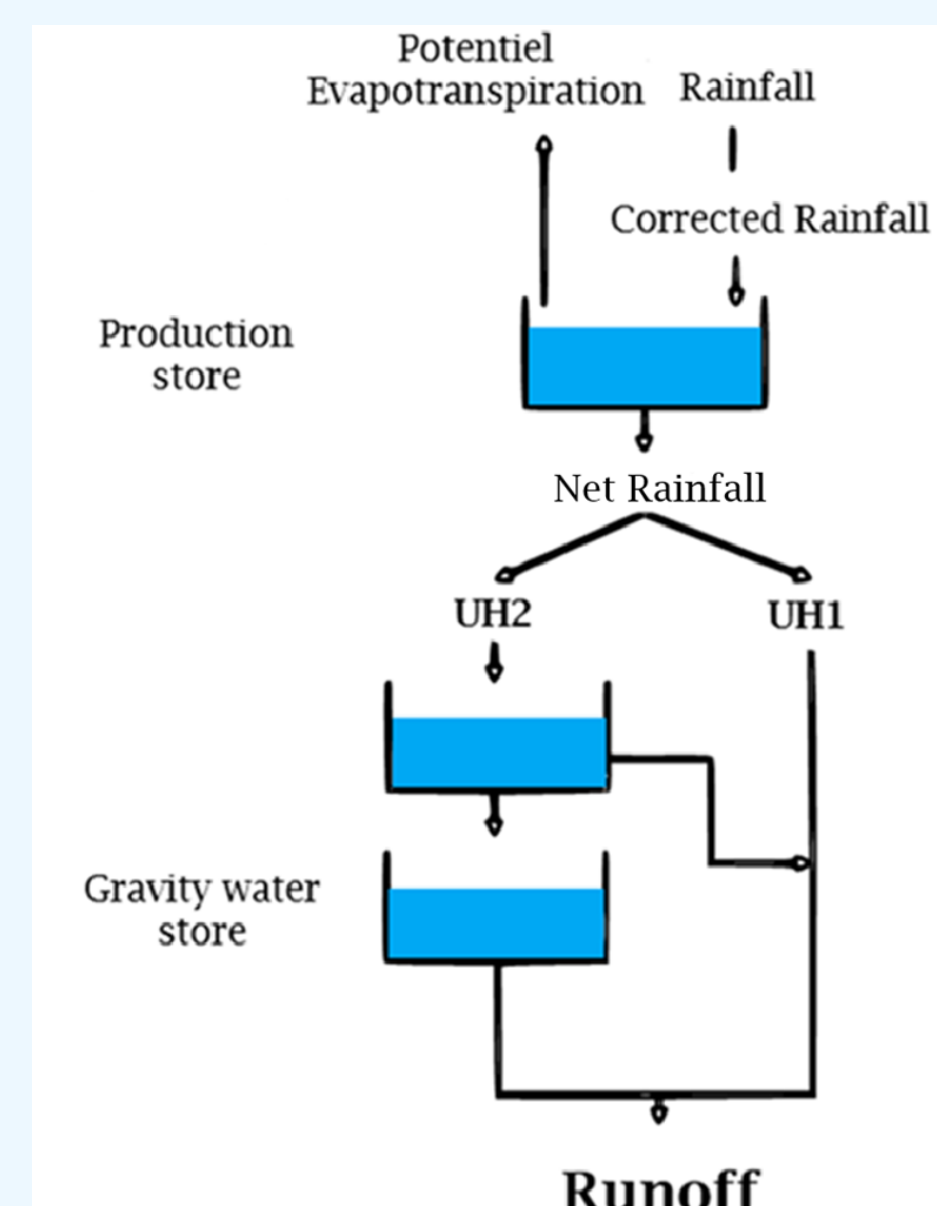 Potentiel
Evapotranspiration
Rainfall
Corrected Rainfall
Production
store
Net Rainfall
UH2
UH1
Gravity water
store
Runoff